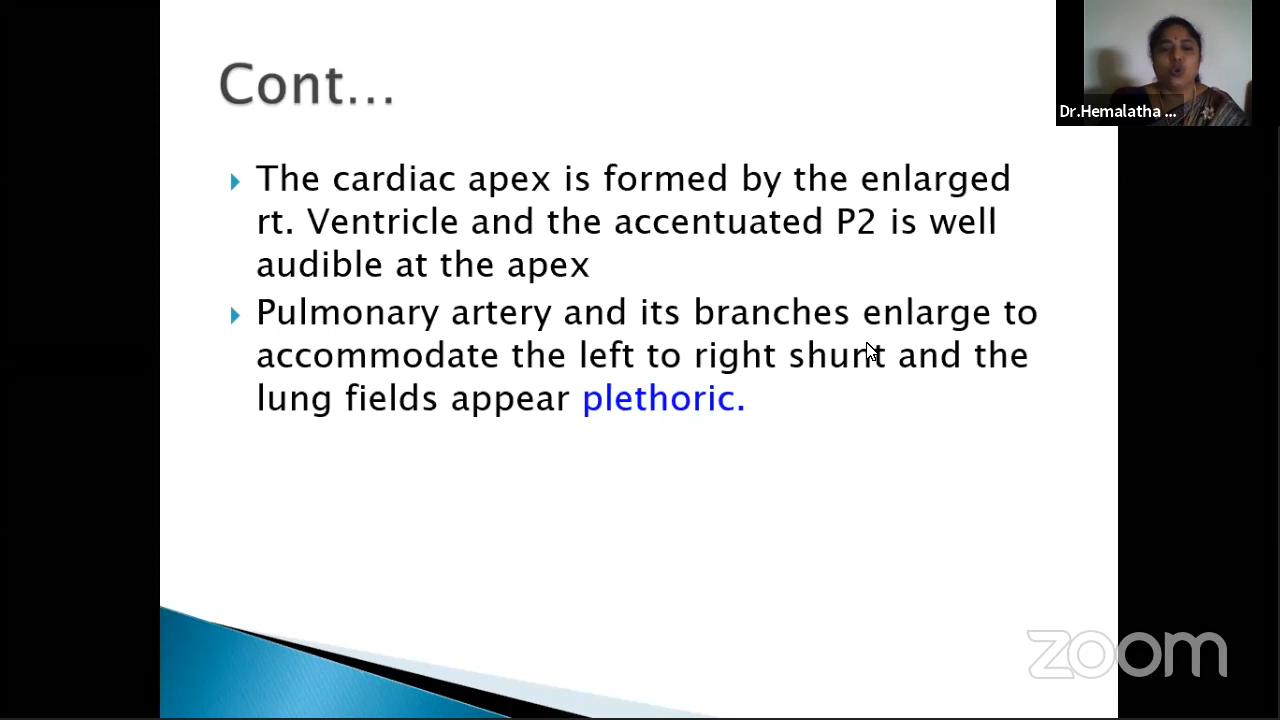 Cont...
The cardiac apex is formed by the enlarged
rt. Ventricle and the accentuated P2 is well
audible at the apex
Pulmonary artery and its branches enlarge to
accommodate the left to right shunt and the
lung fields appear plethoric.
Dr.Hemalatha ...
zoom